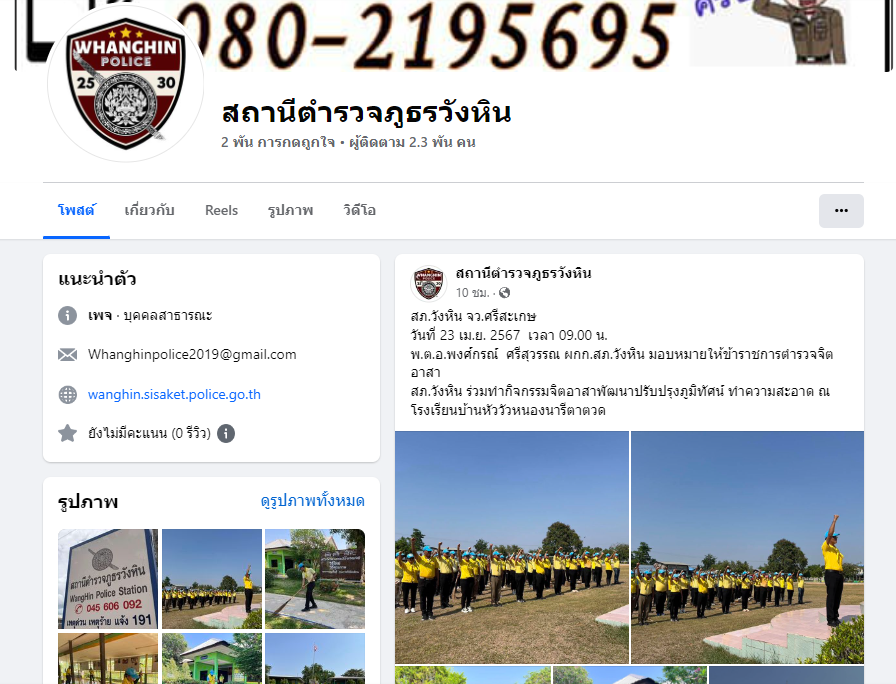 080-2195695
WHANGHIN
POLICE
25 30
สถานีตำรวจภูธรวังหิน
2 พัน การกดถูกใจ • ผู้ติดตาม 2.3 พัน คน
โพสต์ เกี่ยวกับ Reels รูปภาพ วิดีโอ
แนะนำตัว
เพจ · บุคคลสาธารณะ
Whanghinpolice2019@gmail.com
wanghin.sisaket.police.go.th
ยังไม่มีคะแนน (0 รีวิว)
รูปภาพ
ดูรูปภาพทั้งหมด
สถานีตำรวจภูธรวังหิน
WangHin Police Station
045 606 092
เหตุด่วน เหตุร้าย แจ้ง 191
สถานีตำรวจภูธรวังหิน
10 ชม. ·
สภ.วังหิน จว.ศรีสะเกษ
วันที่ 23 เม.ย. 2567 เวลา 09.00 น.
พ.ต.อ.พงศ์กรณ์ ศรีสุวรรณ ผกก.สภ.วังหิน มอบหมายให้ข้าราชการตำรวจจิต
อาสา
สภ.วังหิน ร่วมทำกิจกรรมจิตอาสาพัฒนาปรับปรุงภูมิทัศน์ ทำความสะอาด ณ
โรงเรียนบ้านหัววัวหนองนารีตาตวด